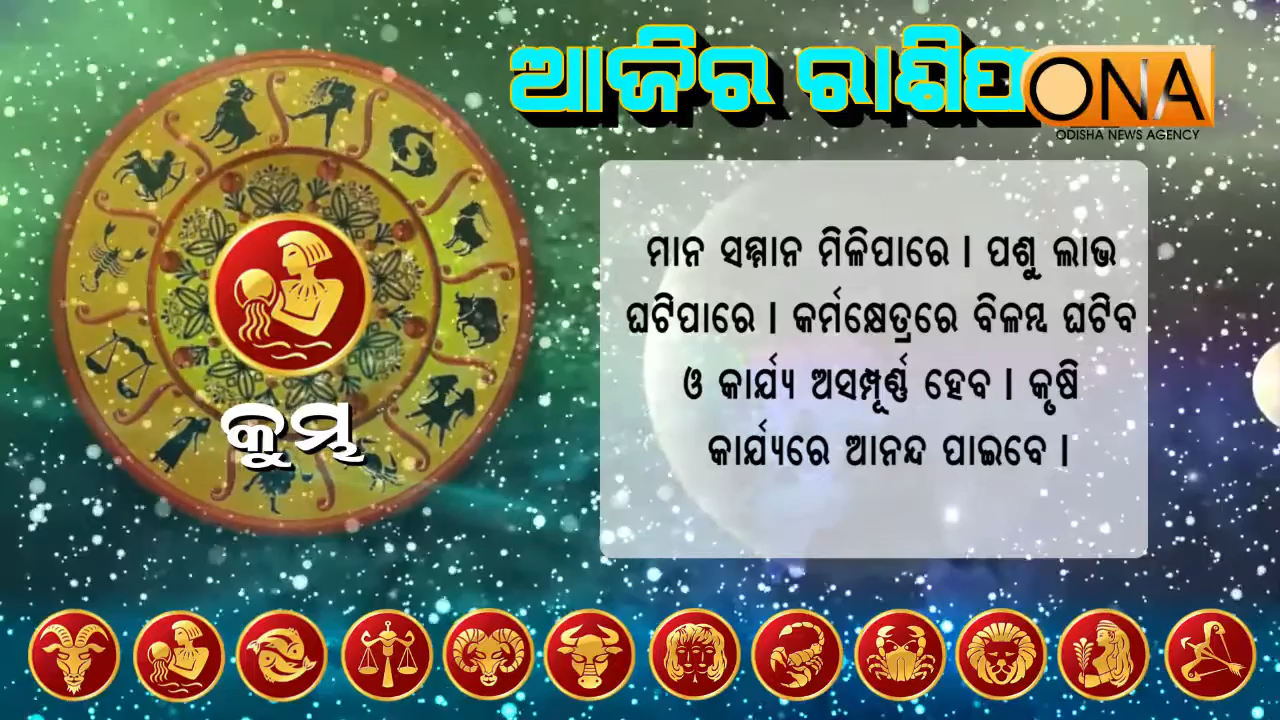 ଆଜିର
ONA
ODISHA NEWS AGENCY
ମାନ ସମ୍ମାନ ମିଳିପାରେ । ପଶୁ ଲାଭ
ଘଟିପାରେ । କର୍ମକ୍ଷେତ୍ରରେ ବିଳମ୍ବ ଘଟିବ
ଓ କାର୍ଯ୍ୟ ଅସମ୍ପୂର୍ଣ୍ଣ ହେବ । କୃଷି
କାର୍ଯ୍ୟରେ ଆନନ୍ଦ ପାଇବେ ।
କୁମ୍ଭ